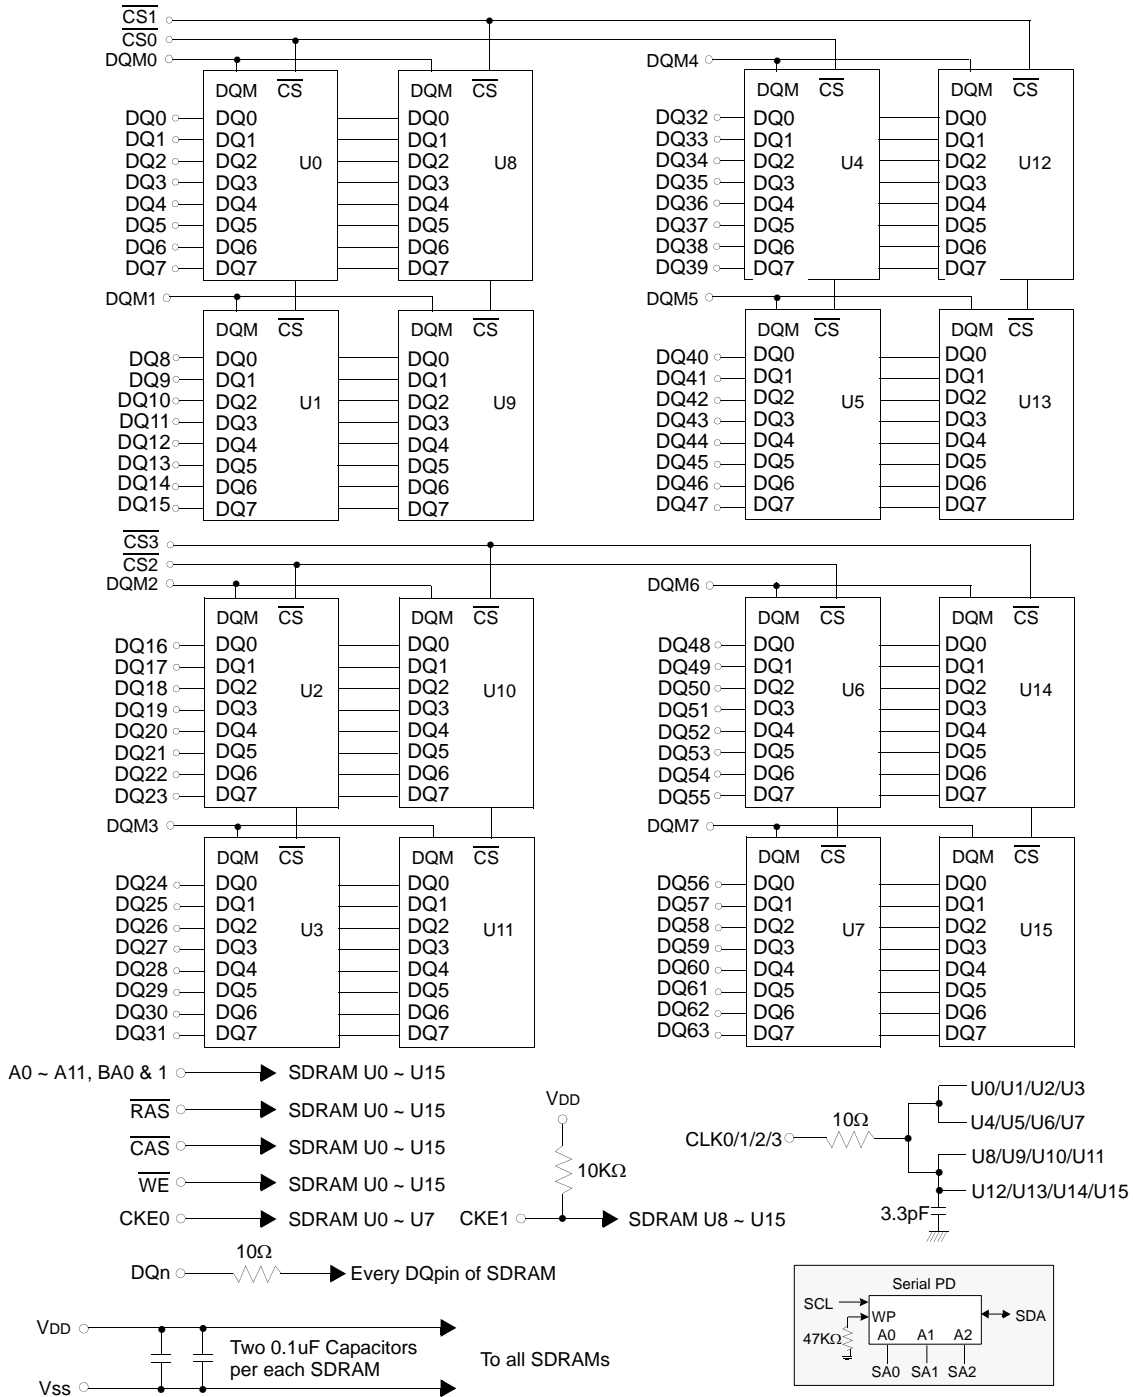 CS1
CS0
DQM0
DQM CS
DQ0 DQ0
DQ1 DQ1
DQ2 DQ2
DQ3 DQ3
DQ4 DQ4
DQ5 DQ5
DQ6 DQ6
DQ7 DQ7
U0
DQM CS
DQ0
DQ1
DQ2
DQ3
DQ4
DQ5
DQ6
DQ7
U8
DQM4
DQM CS
DQ32 DQ0
DQ33 DQ1
DQ34 DQ2
DQ35 DQ3
DQ36 DQ4
DQ37 DQ5
DQ38 DQ6
DQ39 DQ7
U4
DQM CS
DQ0
DQ1
DQ2
DQ3
DQ4
DQ5
DQ6
DQ7
U12
DQM1
DQM CS
DQ8 DQ0
DQ9 DQ1
DQ10 DQ2
DQ11 DQ3
DQ12 DQ4
DQ13 DQ5
DQ14 DQ6
DQ15 DQ7
U1
DQM CS
DQ0
DQ1
DQ2
DQ3
DQ4
DQ5
DQ6
DQ7
U9
DQM5
DQM CS
DQ40 DQ0
DQ41 DQ1
DQ42 DQ2
DQ43 DQ3
DQ44 DQ4
DQ45 DQ5
DQ46 DQ6
DQ47 DQ7
U5
DQM CS
DQ0
DQ1
DQ2
DQ3
DQ4
DQ5
DQ6
DQ7
U13
CS3
CS2
DQM2
DQM CS
DQ16 DQ0
DQ17 DQ1
DQ18 DQ2
DQ19 DQ3
DQ20 DQ4
DQ21 DQ5
DQ22 DQ6
DQ23 DQ7
U2
DQM CS
DQ0
DQ1
DQ2
DQ3
DQ4
DQ5
DQ6
DQ7
U10
DQM6
DQM CS
DQ48 DQ0
DQ49 DQ1
DQ50 DQ2
DQ51 DQ3
DQ52 DQ4
DQ53 DQ5
DQ54 DQ6
DQ55 DQ7
U6
DQM CS
DQ0
DQ1
DQ2
DQ3
DQ4
DQ5
DQ6
DQ7
U14
DQM3
DQM CS
DQ24 DQ0
DQ25 DQ1
DQ26 DQ2
DQ27 DQ3
DQ28 DQ4
DQ29 DQ5
DQ30 DQ6
DQ31 DQ7
U3
DQM CS
DQ0
DQ1
DQ2
DQ3
DQ4
DQ5
DQ6
DQ7
U11
DQM7
DQM CS
DQ56 DQ0
DQ57 DQ1
DQ58 DQ2
DQ59 DQ3
DQ60 DQ4
DQ61 DQ5
DQ62 DQ6
DQ63 DQ7
U7
DQM CS
DQ0
DQ1
DQ2
DQ3
DQ4
DQ5
DQ6
DQ7
U15
A0 ~ A11, BA0 & 1 SDRAM U0 ~ U15
RAS SDRAM U0 ~ U15
CAS SDRAM U0 ~ U15
WE SDRAM U0 ~ U15
CKE0 SDRAM U0 ~ U7
VDD
10KΩ
CKE1 SDRAM U8 ~ U15
CLK0/1/2/3
10Ω
U0/U1/U2/U3
U4/U5/U6/U7
U8/U9/U10/U11
U12/U13/U14/U15
3.3pF
10Ω
DQn Every DQpin of SDRAM
VDD
Two 0.1uF Capacitors
per each SDRAM
To all SDRAMs
Vss
Serial PD
SCL
WP
SDA
47KΩ
A0 A1 A2
SA0 SA1 SA2